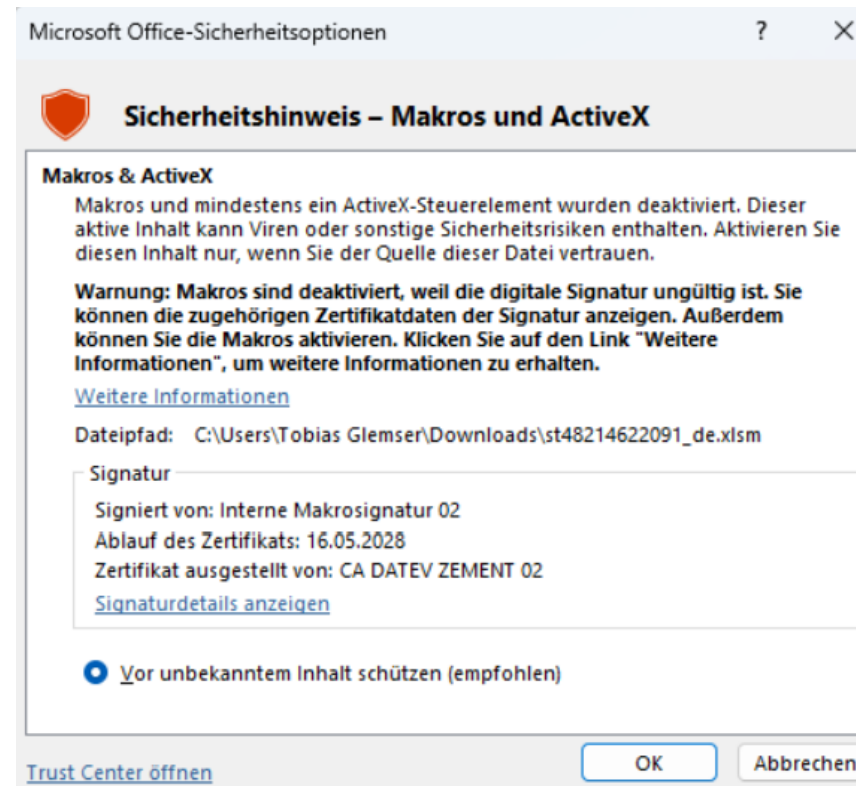 Microsoft Office-Sicherheitsoptionen ?
Sicherheitshinweis – Makros und ActiveX
Makros & ActiveX
Makros und mindestens ein ActiveX-Steuerelement wurden deaktiviert. Dieser
aktive Inhalt kann Viren oder sonstige Sicherheitsrisiken enthalten. Aktivieren Sie
diesen Inhalt nur, wenn Sie der Quelle dieser Datei vertrauen.
Warnung: Makros sind deaktiviert, weil die digitale Signatur ungültig ist. Sie
können die zugehörigen Zertifikatdaten der Signatur anzeigen. Außerdem
können Sie die Makros aktivieren. Klicken Sie auf den Link "Weitere
Informationen", um weitere Informationen zu erhalten.
Weitere Informationen
Dateipfad: C:\Users\Tobias Glemser\Downloads\st48214622091_de.xlsm
Signatur
Signiert von: Interne Makrosignatur 02
Ablauf des Zertifikats: 16.05.2028
Zertifikat ausgestellt von: CA DATEV ZEMENT 02
Signaturdetails anzeigen
Vor unbekanntem Inhalt schützen (empfohlen)
Trust Center öffnen OK Abbrechen